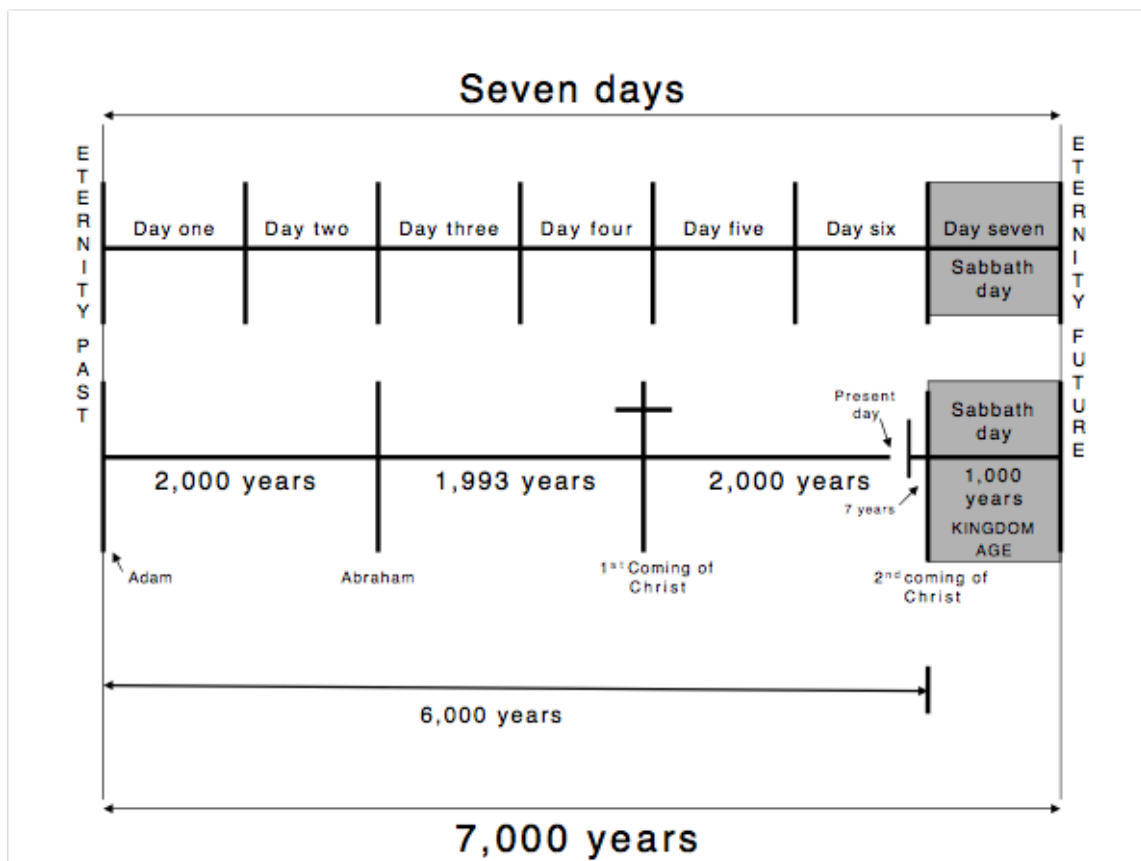 Seven days
ETERNITY PAST
ETERNITY FUTURE
Day one
Day two
Day three
Day four
Day five
Day six
Day seven
Sabbath
day
Present
day
Sabbath
day
2,000 years
1,993 years
2,000 years
7 years
1,000
years
KINGDOM
AGE
Adam
Abraham
1st Coming of
Christ
2nd coming of
Christ
6,000 years
7,000 years